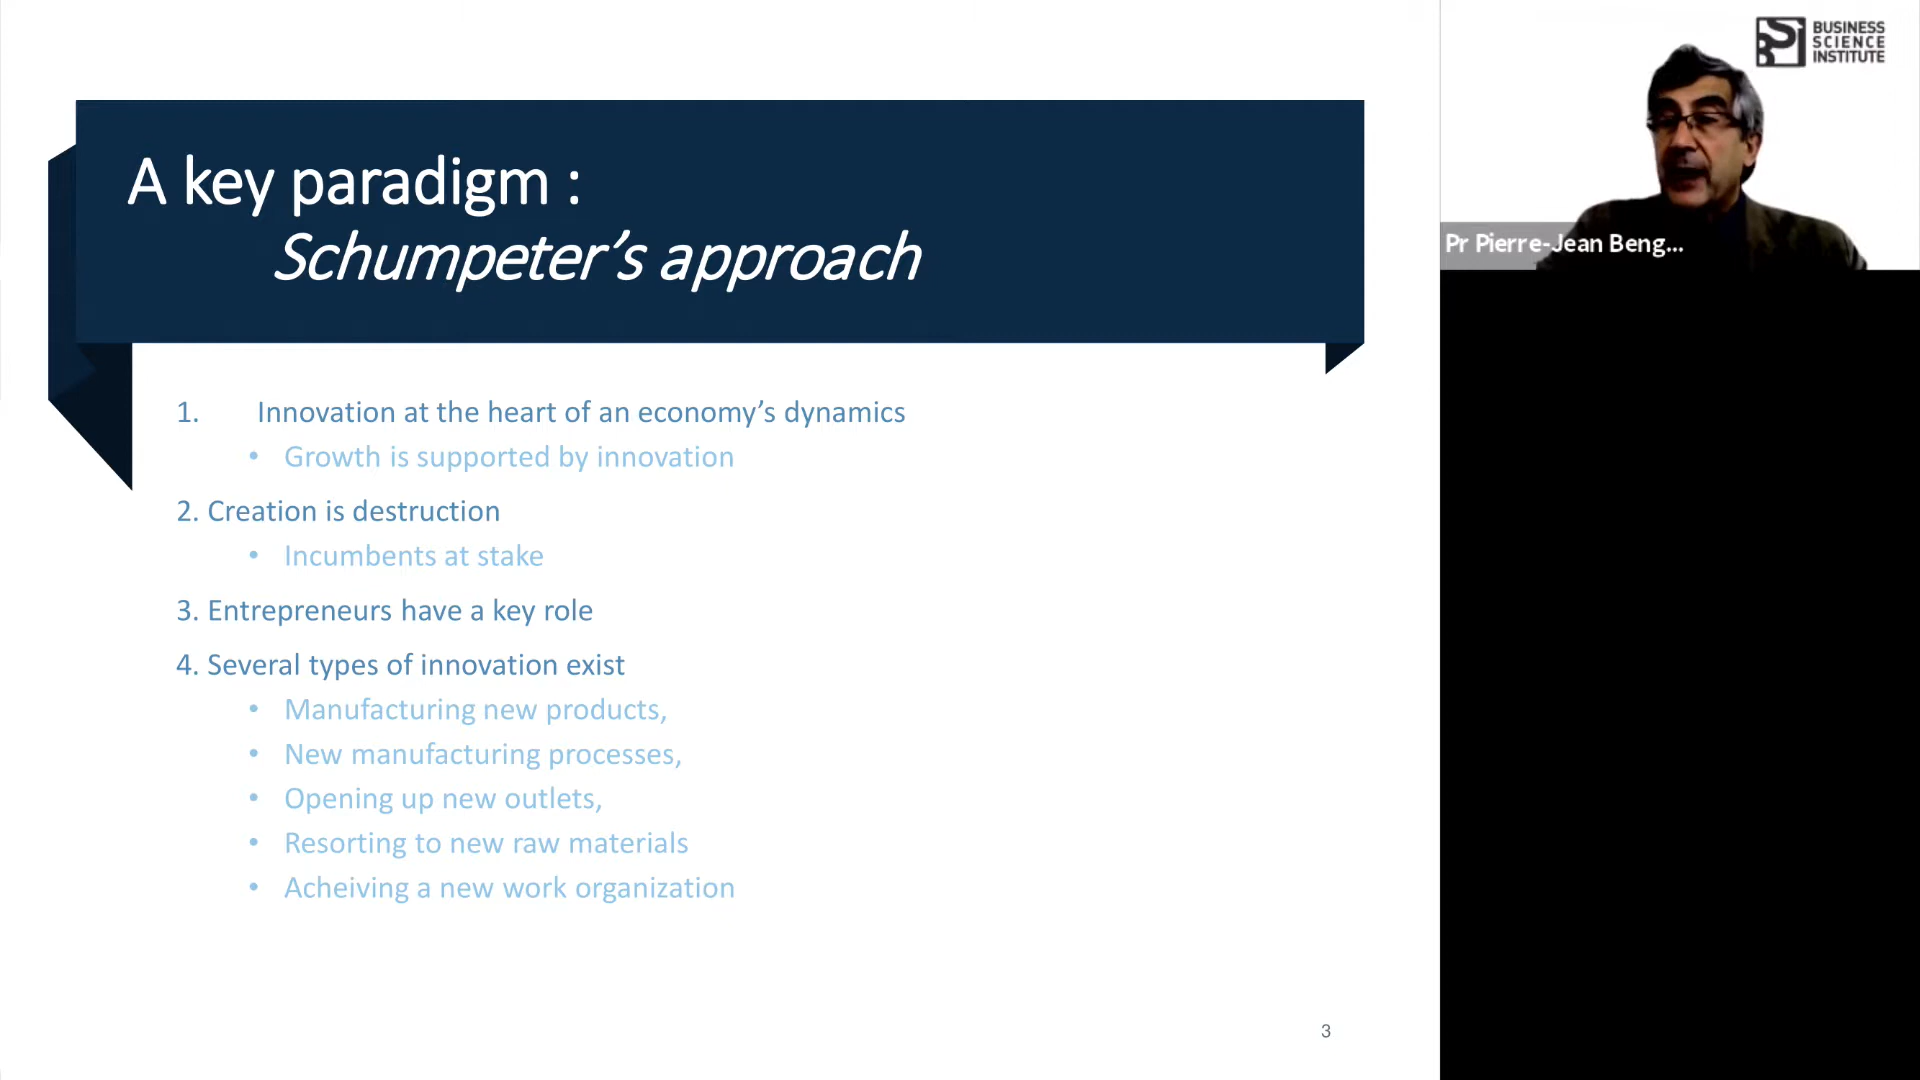 A key paradigm :
Schumpeter’s approach
1. Innovation at the heart of an economy’s dynamics
• Growth is supported by innovation
2. Creation is destruction
• Incumbents at stake
3. Entrepreneurs have a key role
4. Several types of innovation exist
• Manufacturing new products,
• New manufacturing processes,
• Opening up new outlets,
• Resorting to new raw materials
• Acheiving a new work organization
3
BUSINESS
SCIENCE
INSTITUTE
Pr Pierre-Jean Beng...